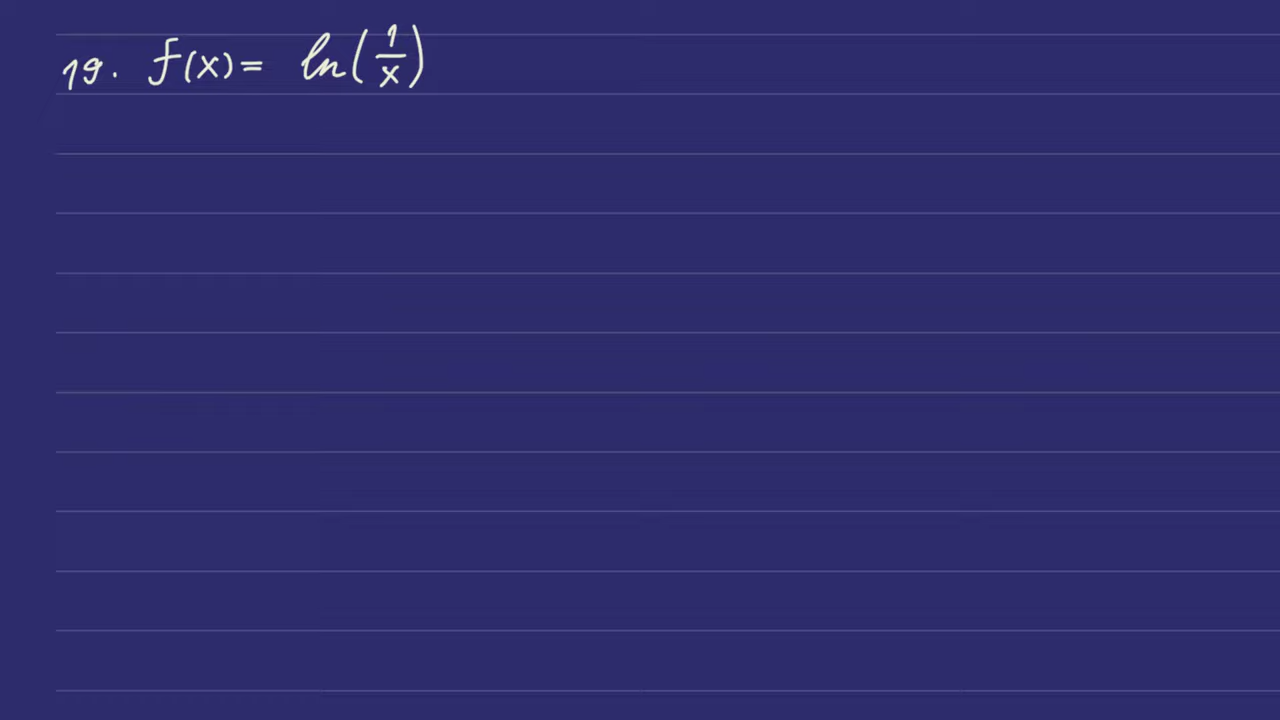 19. f(x) = ln(1/x)